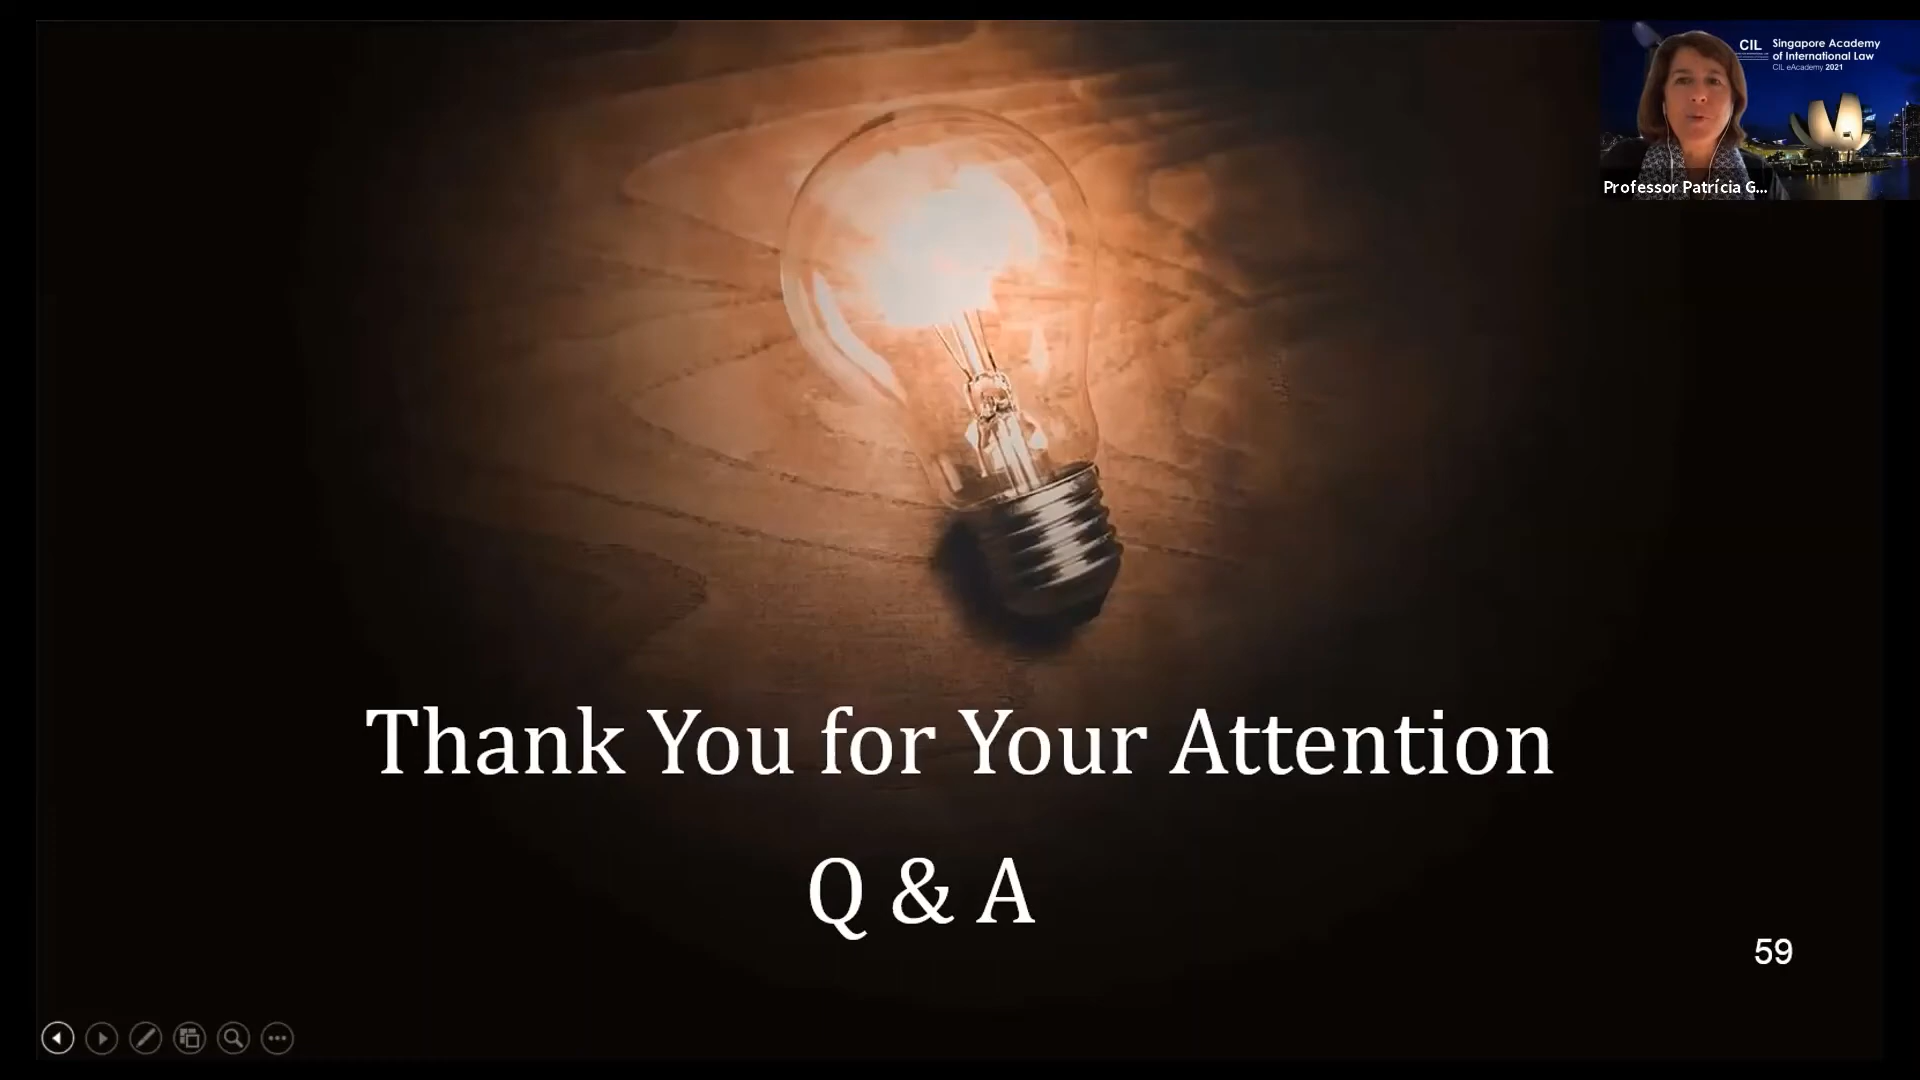 CIL
Singapore Academy
of International Law
CIL eAcademy 2021
Professor Patrícia G...
Thank You for Your Attention
Q & A
59